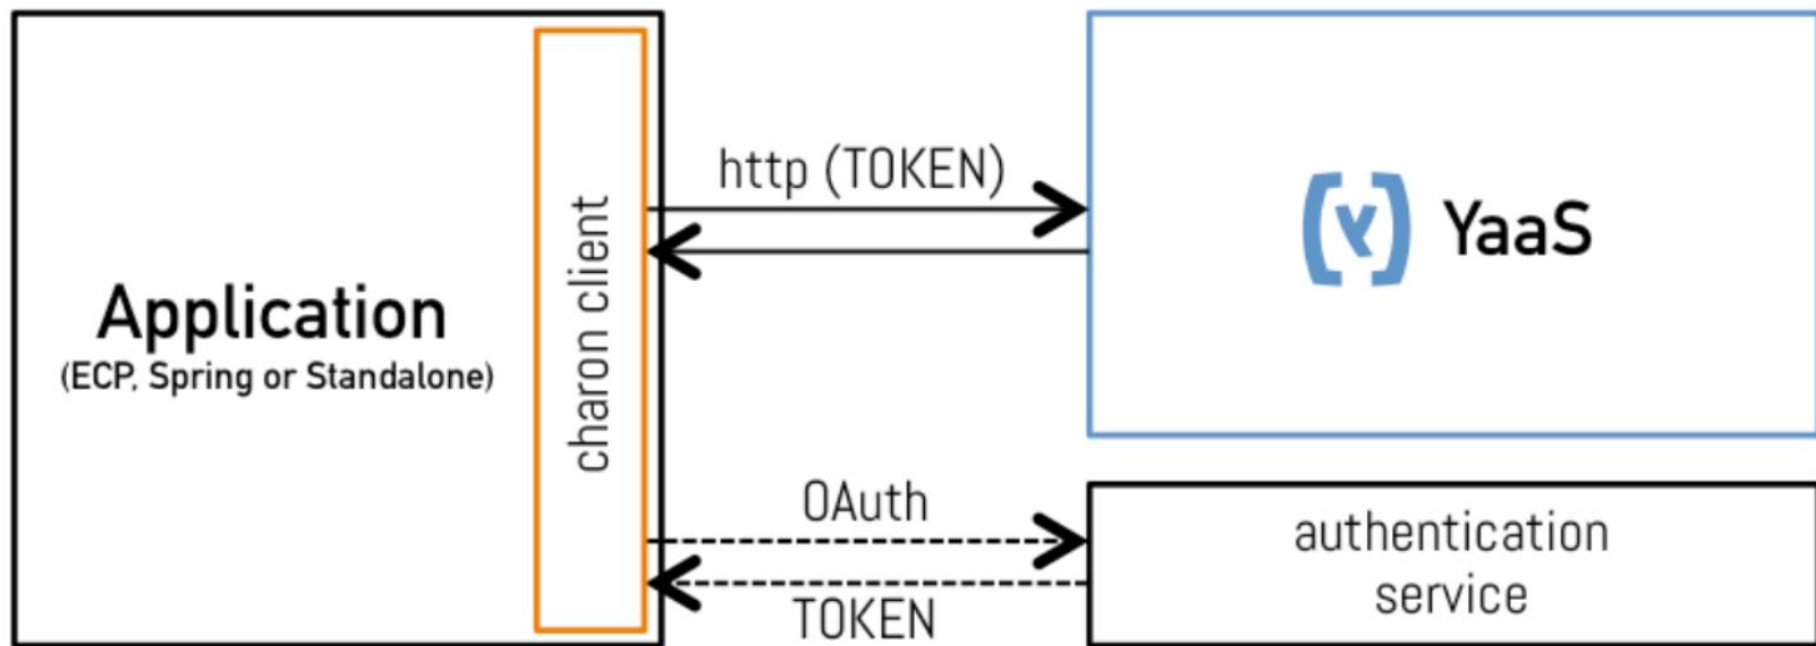 Application
(ECP, Spring or Standalone)
charon client
http (TOKEN)
YaaS
OAuth
TOKEN
authentication
service